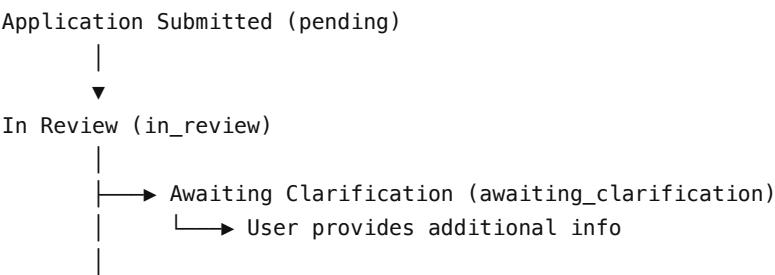 Application Submitted (pending)
In Review (in_review)
Awaiting Clarification (awaiting_clarification)
User provides additional info